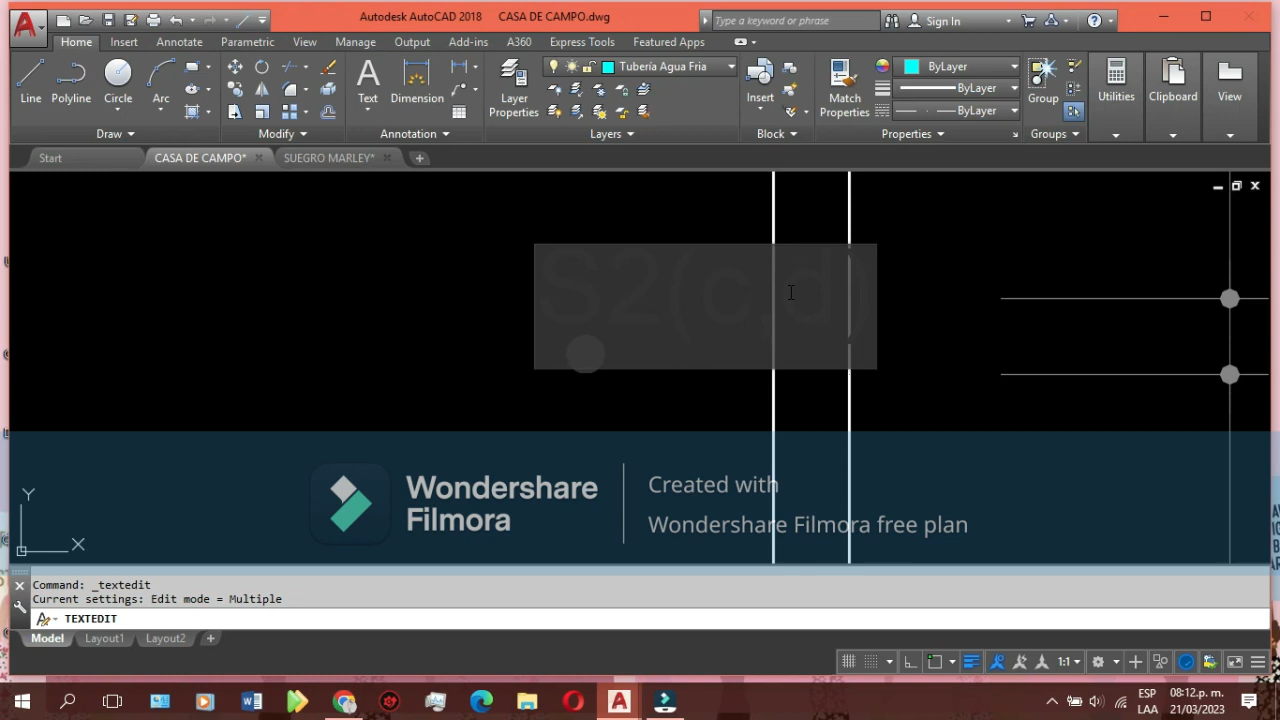 Autodesk AutoCAD 2018 CASA DE CAMPO.dwg
Type a keyword or phrase
Sign In
Home Insert Annotate Parametric View Manage Output Add-ins A360 Express Tools Featured Apps
Tubería Agua Fria
ByLayer
ByLayer
ByLayer
Line Polyline Circle Arc
Text Dimension
Layer Properties
Insert
Match Properties
Group
Utilities
Clipboard
View
Draw Modify Annotation Layers Block Properties Groups
Start CASA DE CAMPO* SUEGRO MARLEY*
S2(c,d)
Wondershare Filmora
Created with
Wondershare Filmora free plan
Y
X
Command: _textedit
Current settings: Edit mode = Multiple
TEXTEDIT
Model Layout1 Layout2
1:1
ESP 08:12 p. m.
LAA 21/03/2023